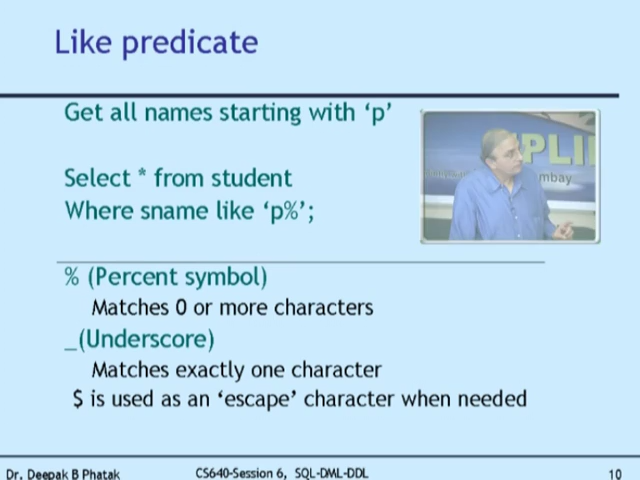 Like predicate
Get all names starting with ‘p’
Select * from student
Where sname like ‘p%’;
PLI
mbay
% (Percent symbol)
Matches 0 or more characters
_(Underscore)
Matches exactly one character
$ is used as an ‘escape’ character when needed
Dr. Deepak B Phatak CS640-Session 6, SQL-DML-DDL 10